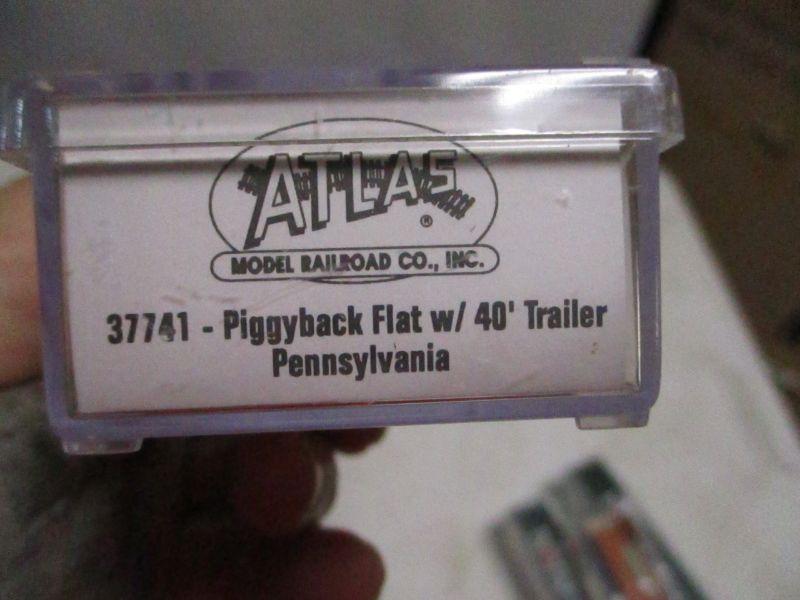 ATLAS®
MODEL RAILROAD CO., INC.
37741 - Piggyback Flat w/ 40' Trailer
Pennsylvania